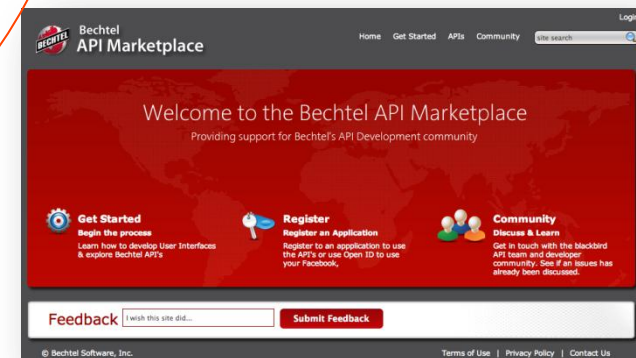 Login
BECHTEL
Bechtel
API Marketplace
Home Get Started APIs Community site search
Welcome to the Bechtel API Marketplace
Providing support for Bechtel's API Development community
Get Started
Begin the process
Learn how to develop User Interfaces
& explore Bechtel API's
Register
Register an Application
Register to an appplication to use
the API's or use Open ID to use
your Facebook,
Community
Discuss & Learn
Get in touch with the blackbird
API team and developer
community. See if an issues has
already been discussed.
Feedback I wish this site did... Submit Feedback
© Bechtel Software, Inc. Terms of Use | Privacy Policy | Contact Us